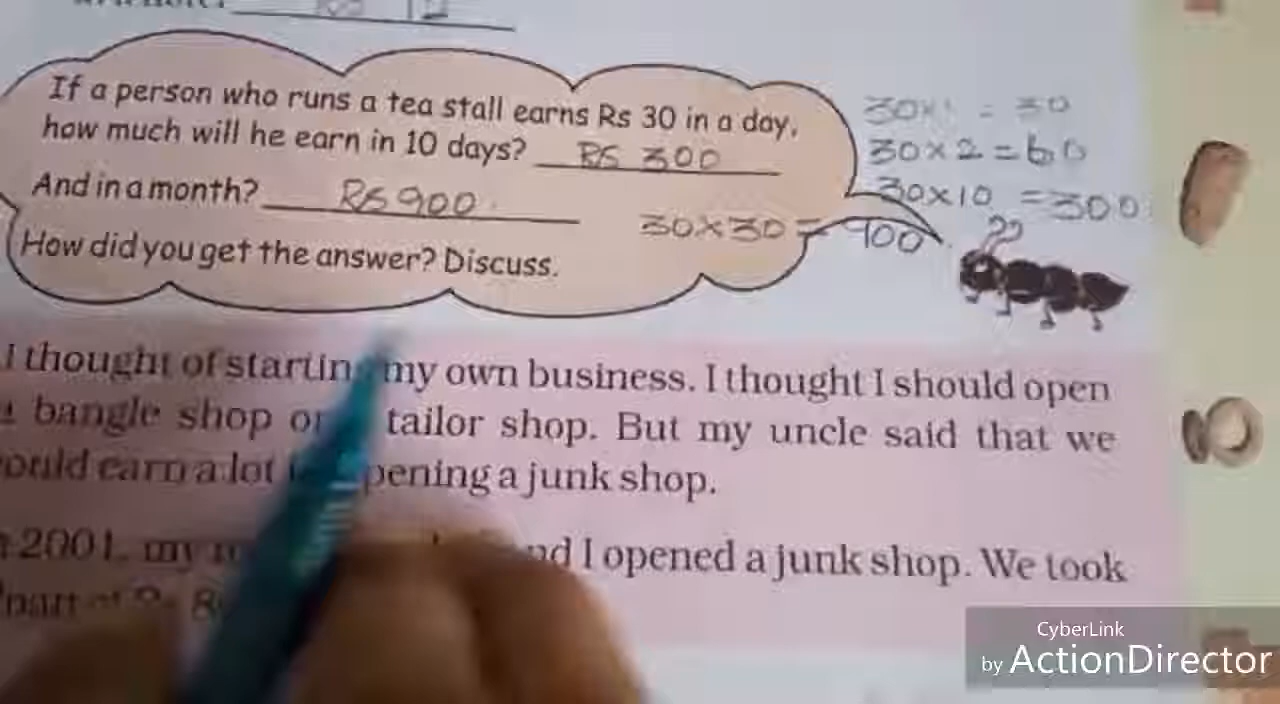 If a person who runs a tea stall earns Rs 30 in a day,
how much will he earn in 10 days? Rs 300
And in a month? Rs 900
How did you get the answer? Discuss.
30×1 = 30
30×2 = 60
30×10 = 300
30×30 = 900
I thought of starting my own business. I thought I should open
bangle shop or tailor shop. But my uncle said that we
earn a lot opening a junk shop.
2001, my and I opened a junk shop. We took
CyberLink
by ActionDirector